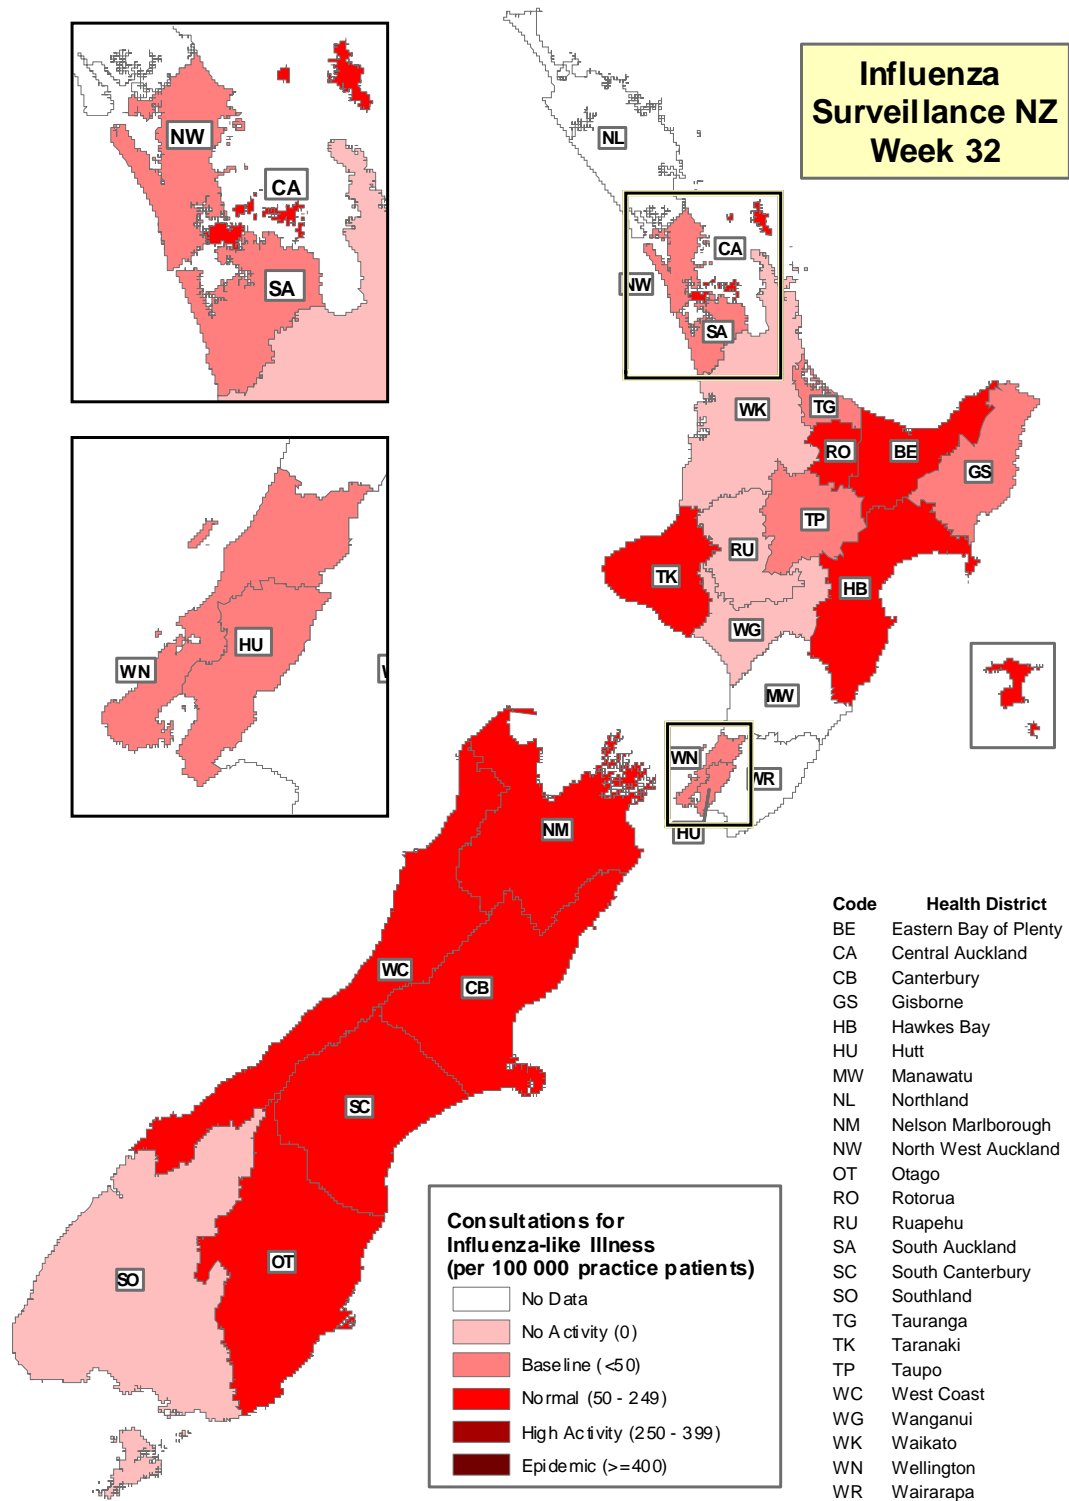 Influenza
Surveillance NZ
Week 32
NW
CA
SA
NL
CA
NW
SA
WK
TG
RO
BE
GS
TP
RU
TK
HB
WG
MW
HU
WN
WN
WR
HU
NM
WC
CB
SC
OT
SO
Consultations for
Influenza-like Illness
(per 100 000 practice patients)
No Data
No Activity (0)
Baseline (<50)
Normal (50 - 249)
High Activity (250 - 399)
Epidemic (>=400)
Code Health District
BE Eastern Bay of Plenty
CA Central Auckland
CB Canterbury
GS Gisborne
HB Hawkes Bay
HU Hutt
MW Manawatu
NL Northland
NM Nelson Marlborough
NW North West Auckland
OT Otago
RO Rotorua
RU Ruapehu
SA South Auckland
SC South Canterbury
SO Southland
TG Tauranga
TK Taranaki
TP Taupo
WC West Coast
WG Wanganui
WK Waikato
WN Wellington
WR Wairarapa